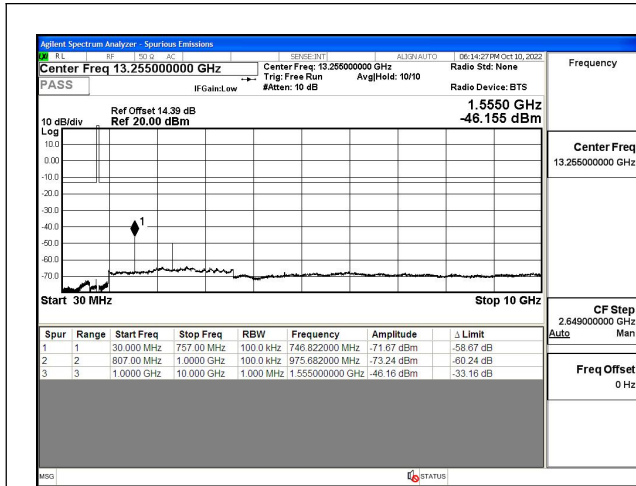 Agilent Spectrum Analyzer - Spurious Emissions
RL RF 50 Ω AC SENSE:INT ALIGN AUTO 06:14:27 PM Oct 10, 2022
Center Freq 13.255000000 GHz
Center Freq: 13.255000000 GHz
Radio Std: None
Trig: Free Run Avg|Hold: 10/10
PASS
IFGain:Low
#Atten: 10 dB
Radio Device: BTS
Ref Offset 14.39 dB
Ref 20.00 dBm
1.5550 GHz
-46.155 dBm
10 dB/div
Log
10.0
0.00
-10.0
-20.0
-30.0
-40.0
1
-50.0
-60.0
-70.0
Start 30 MHz
Stop 10 GHz
Spur Range Start Freq Stop Freq RBW Frequency Amplitude Δ Limit
1 1 30.000 MHz 757.00 MHz 100.0 kHz 746.822000 MHz -71.67 dBm -58.67 dB
2 2 807.00 MHz 1.0000 GHz 100.0 kHz 975.682000 MHz -73.24 dBm -60.24 dB
3 3 1.0000 GHz 10.000 GHz 1.000 MHz 1.555000000 GHz -46.16 dBm -33.16 dB
MSG
STATUS
Frequency
Center Freq
13.255000000 GHz
CF Step
2.649000000 GHz
Auto Man
Freq Offset
0 Hz